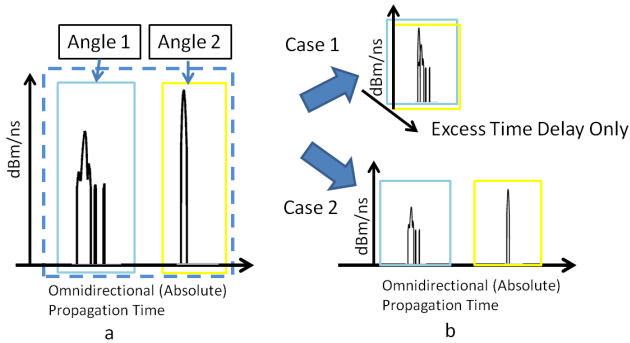 Angle 1
Angle 2
dBm/ns
Omnidirectional (Absolute)
Propagation Time
a
Case 1
dBm/ns
Excess Time Delay Only
Case 2
dBm/ns
Omnidirectional (Absolute)
Propagation Time
b